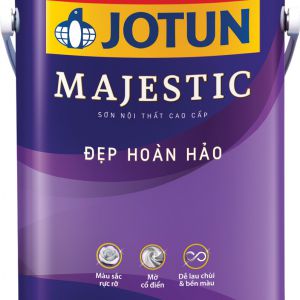 JOTUN
MAJESTIC
SƠN NỘI THẤT CAO CẤP
ĐẸP HOÀN HẢO
Màu sắc
rực rỡ
Mờ
cổ điển
Dễ lau chùi
& bền màu